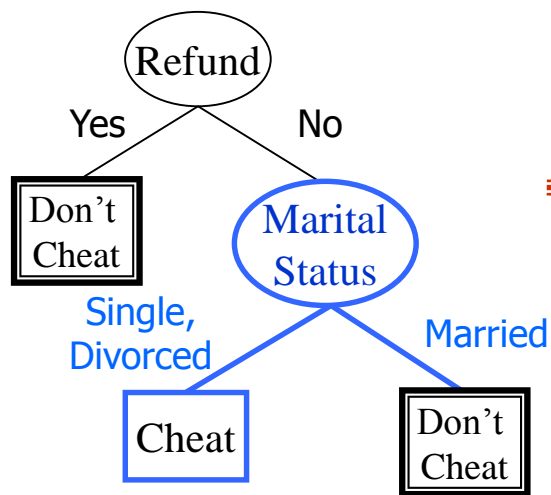 Refund
Yes
No
Don't
Cheat
Marital
Status
Single,
Divorced
Married
Cheat
Don't
Cheat